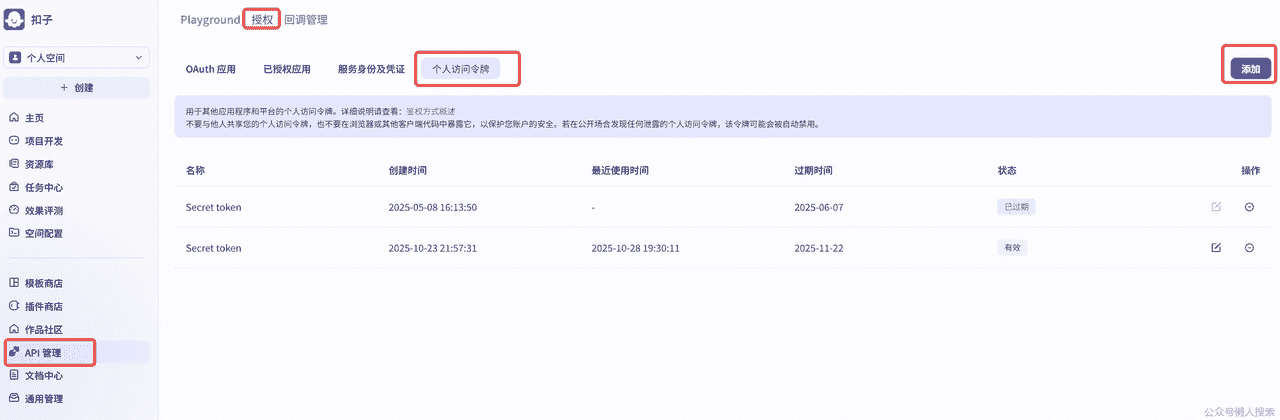 扣子
Playground 授权 回调管理
个人空间
OAuth 应用 已授权应用 服务身份及凭证 个人访问令牌 添加
+ 创建
用于其他应用程序和平台的个人访问令牌。详细说明请查看：鉴权方式概述
不要与他人共享您的个人访问令牌，也不要在浏览器或其他客户端代码中暴露它，以保护您账户的安全。若在公开场合发现任何泄露的个人访问令牌，该令牌可能会被自动禁用。
主页
项目开发
资源库
任务中心
效果评测
空间配置
模板商店
插件商店
作品社区
API 管理
文档中心
通用管理
名称 创建时间 最近使用时间 过期时间 状态 操作
Secret token 2025-05-08 16:13:50 - 2025-06-07 已过期
Secret token 2025-10-23 21:57:31 2025-10-28 19:30:11 2025-11-22 有效
公众号懒人搜索